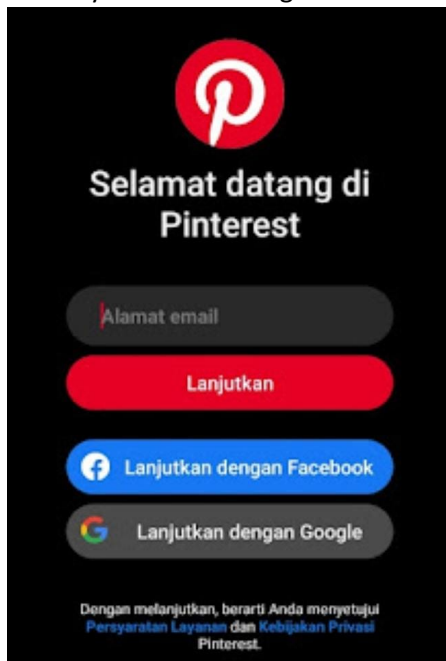 Selamat datang di
Pinterest
Alamat email
Lanjutkan
Lanjutkan dengan Facebook
Lanjutkan dengan Google
Dengan melanjutkan, berarti Anda menyetujui
Persyaratan Layanan dan Kebijakan Privasi
Pinterest.